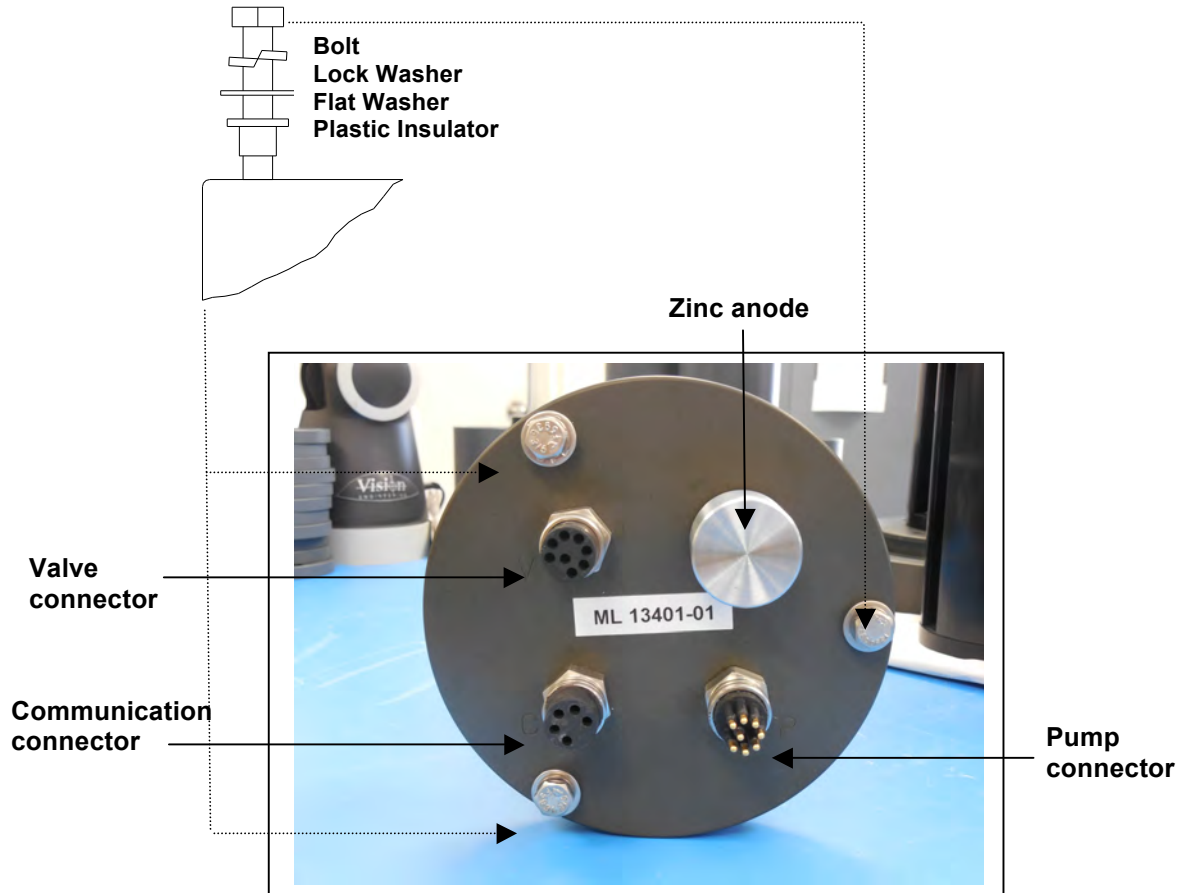 Bolt
Lock Washer
Flat Washer
Plastic Insulator
Zinc anode
Vision
ENGINEERING
Valve
connector
V
ML 13401-01
Communication
connector
C
P
Pump
connector